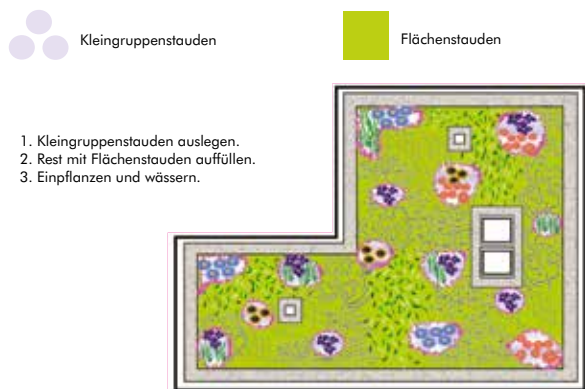 Kleingruppenstauden
Flächenstauden
1. Kleingruppenstauden auslegen.
2. Rest mit Flächenstauden auffüllen.
3. Einpflanzen und wässern.